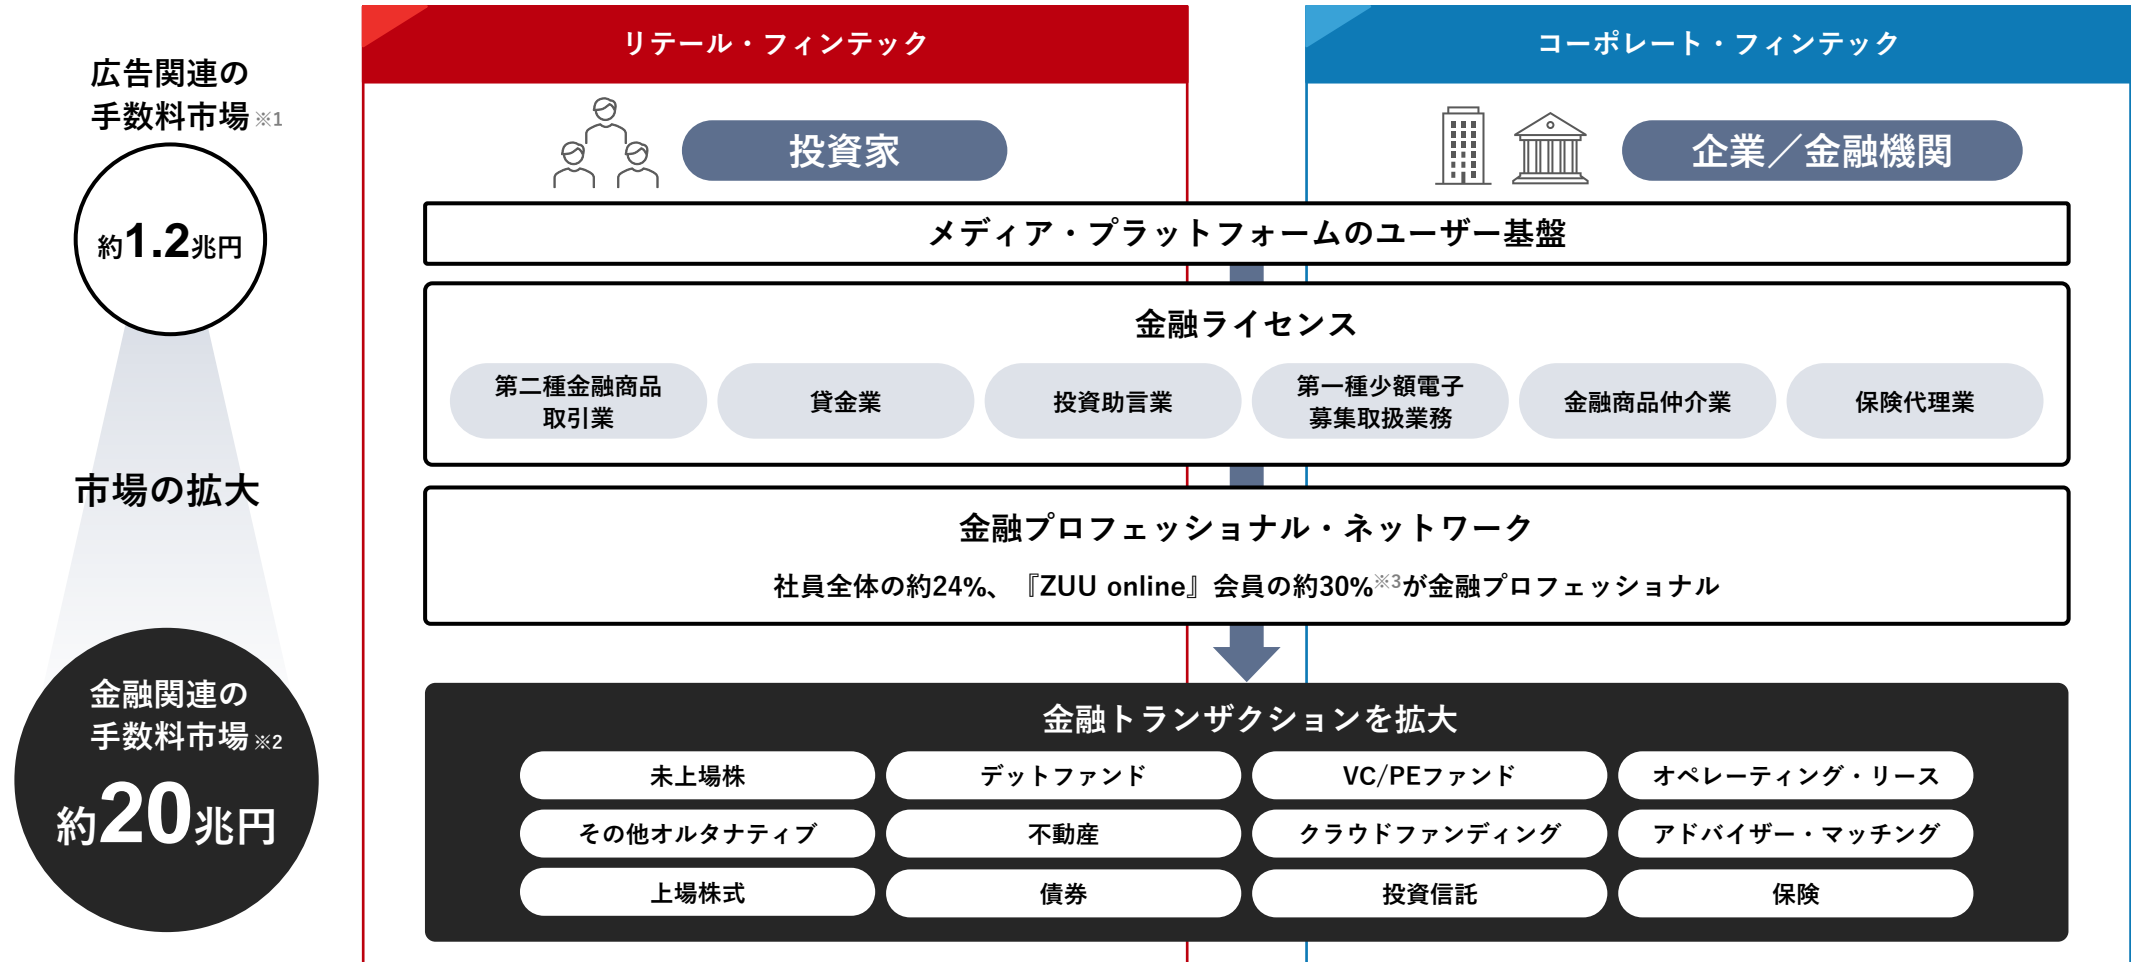 広告関連の
手数料市場※1
約1.2兆円
市場の拡大
金融関連の
手数料市場※2
約20兆円
リテール・フィンテック
コーポレート・フィンテック
投資家
企業／金融機関
メディア・プラットフォームのユーザー基盤
金融ライセンス
第二種金融商品
取引業
貸金業
投資助言業
第一種少額電子
募集取扱業務
金融商品仲介業
保険代理業
金融プロフェッショナル・ネットワーク
社員全体の約24%、『ZUU online』会員の約30%※3が金融プロフェッショナル
金融トランザクションを拡大
未上場株
デットファンド
VC/PEファンド
オペレーティング・リース
その他オルタナティブ
不動産
クラウドファンディング
アドバイザー・マッチング
上場株式
債券
投資信託
保険